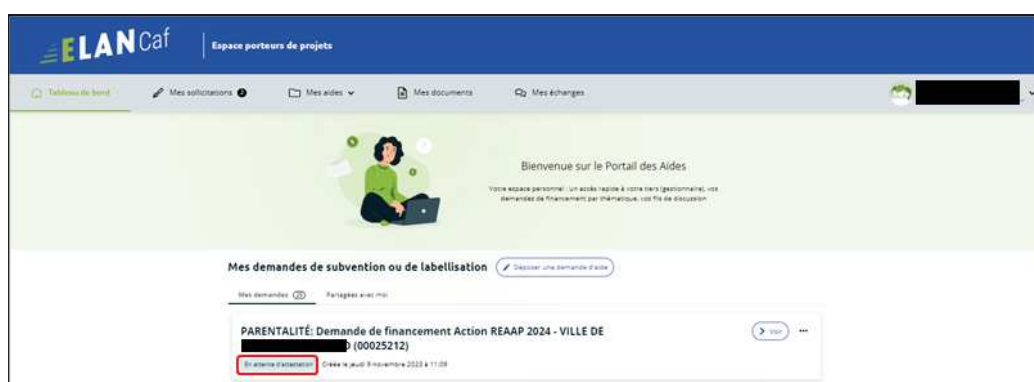 ELAN Caf
Espace porteurs de projets
Tableau de bord
Mes sollicitations 2
Mes aides
Mes documents
Mes échanges
Bienvenue sur le Portail des Aides
Votre espace personnel : un accès rapide à votre tiers (gestionnaire), vos
demandes de financement par thématique, vos fils de discussion
Mes demandes de subvention ou de labellisation
Déposer une demande d'aide
Mes demandes 25
Partagées avec moi
PARENTALITÉ: Demande de financement Action REAAP 2024 - VILLE DE
(00025212)
Voir
En attente d'attestation
Créée le jeudi 9 novembre 2023 à 11:09